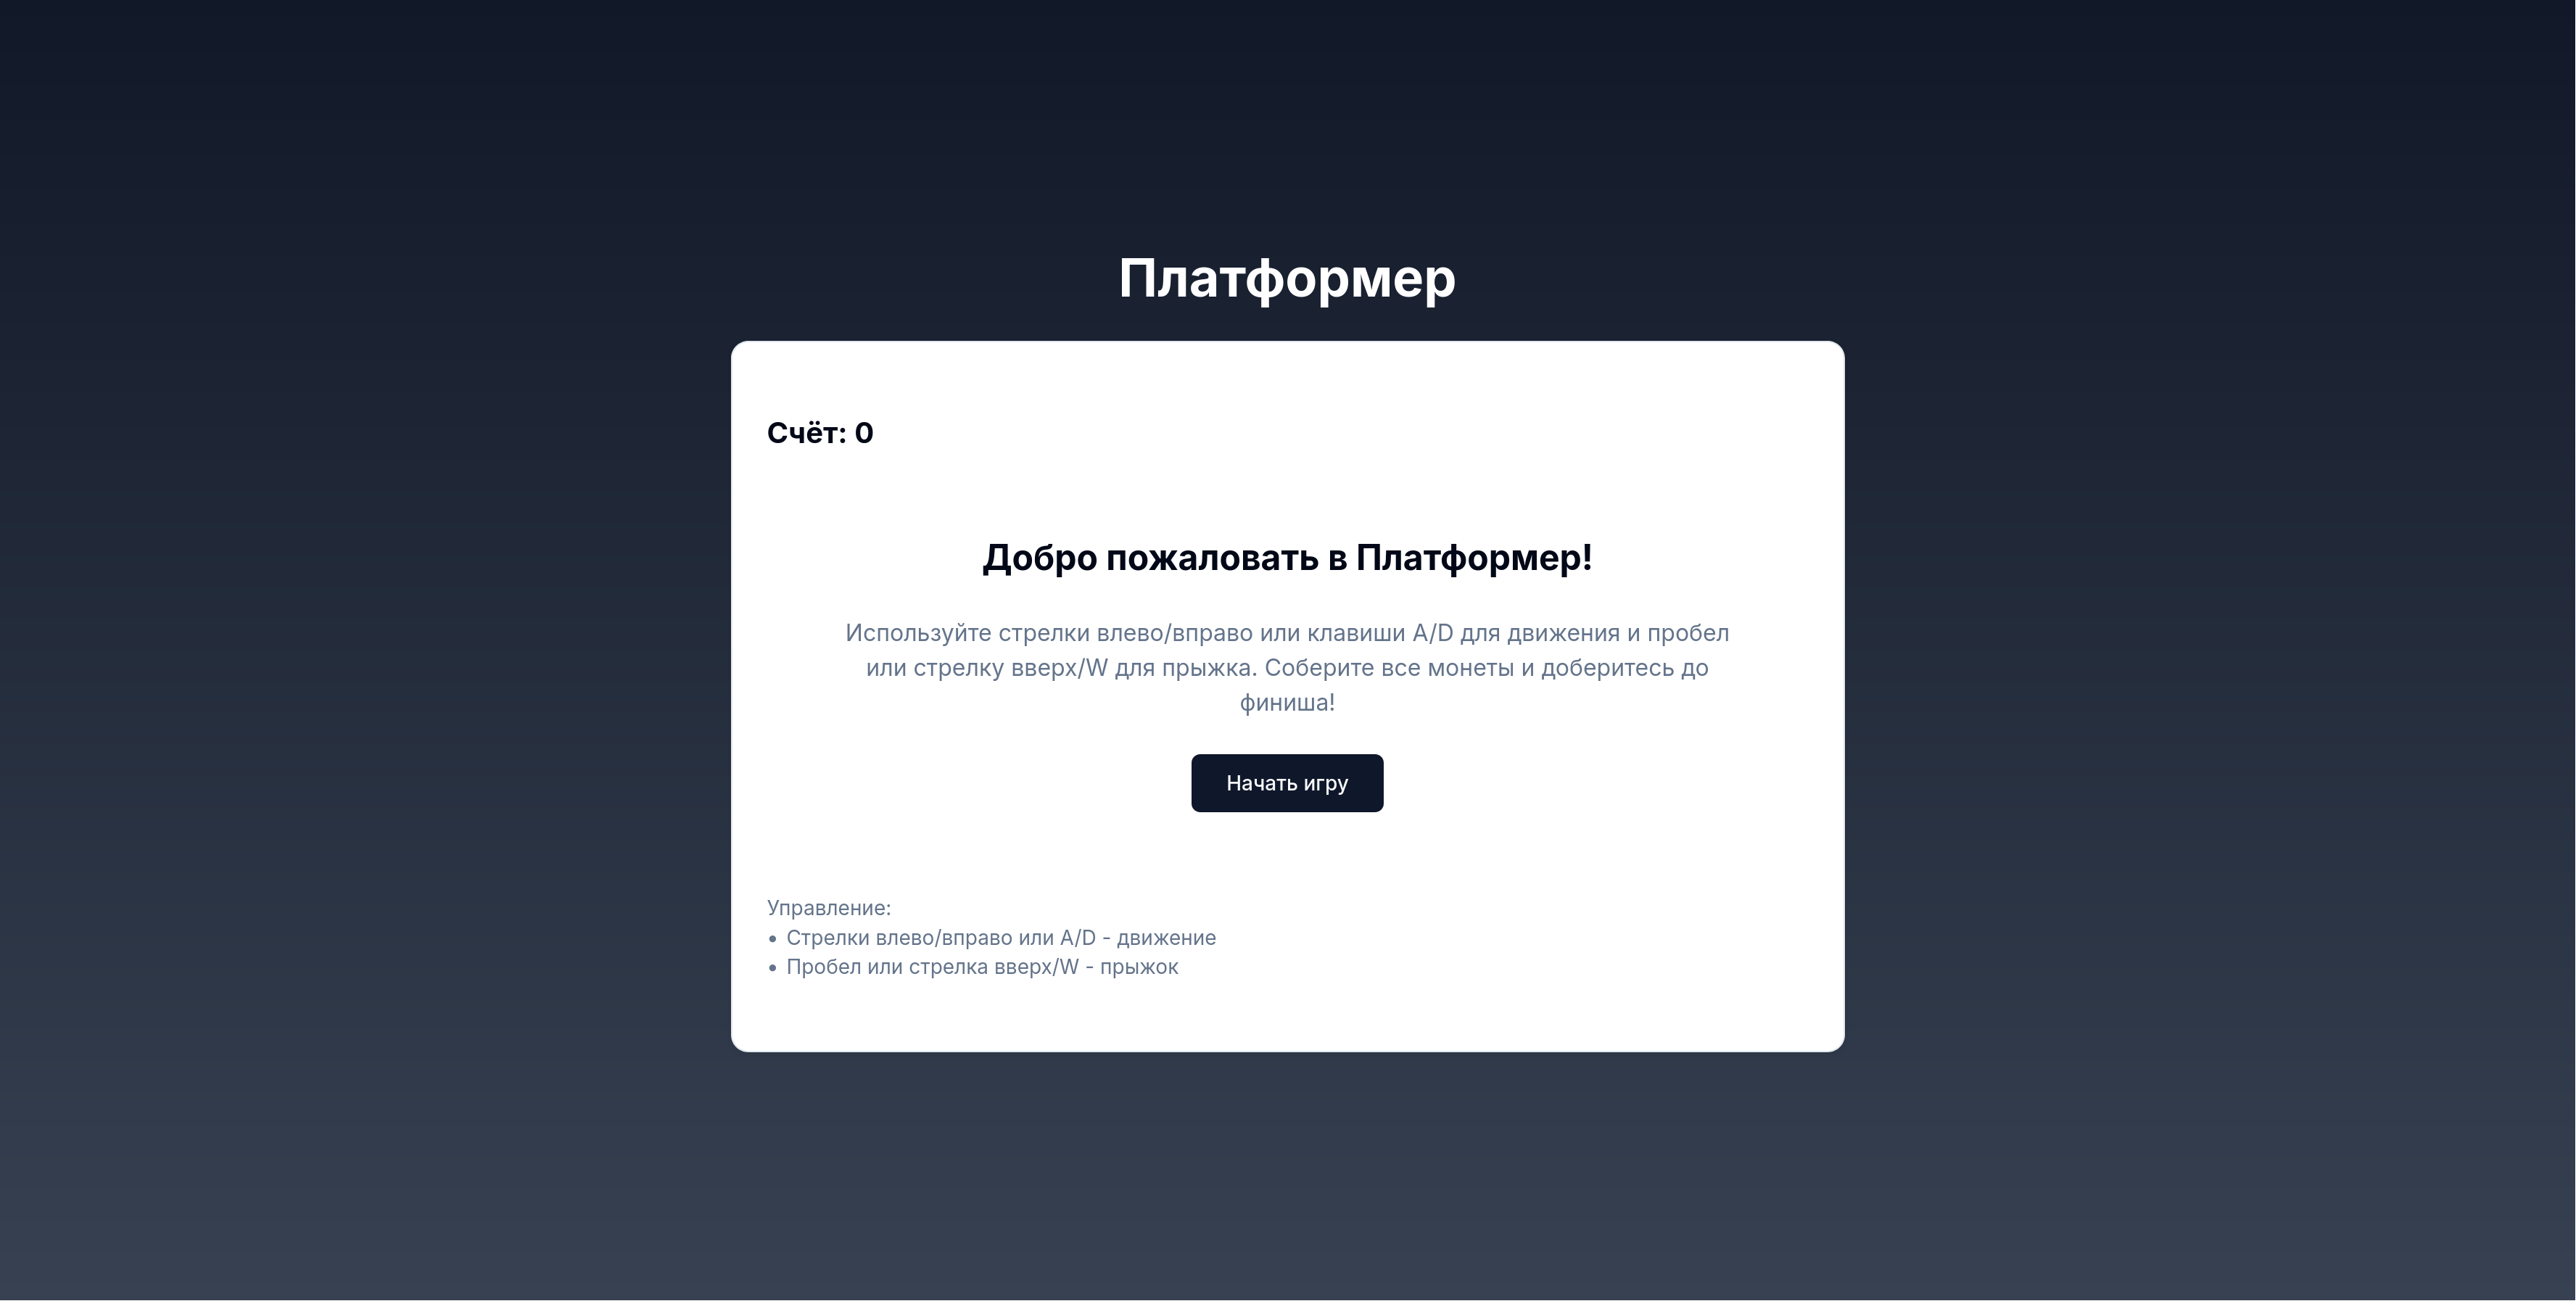 Платформер
Счёт: 0
Добро пожаловать в Платформер!
Используйте стрелки влево/вправо или клавиши A/D для движения и пробел
или стрелку вверх/W для прыжка. Соберите все монеты и доберитесь до
финиша!
Начать игру
Управление:
• Стрелки влево/вправо или A/D - движение
• Пробел или стрелка вверх/W - прыжок